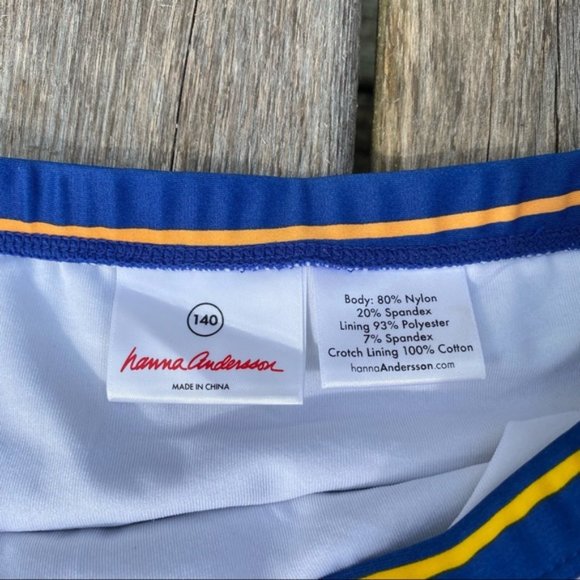 140
hanna Andersson
MADE IN CHINA
Body: 80% Nylon
20% Spandex
Lining 93% Polyester
7% Spandex
Crotch Lining 100% Cotton
hannaAndersson.com